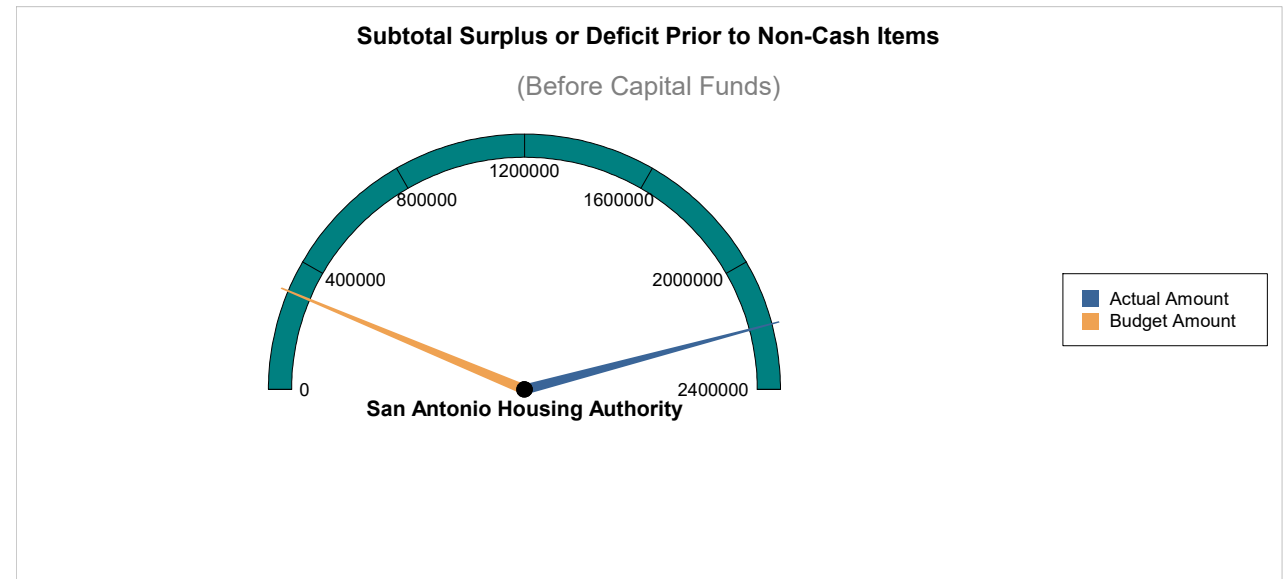 Subtotal Surplus or Deficit Prior to Non-Cash Items
(Before Capital Funds)
1200000
800000
1600000
400000
2000000
Actual Amount
Budget Amount
0
2400000
San Antonio Housing Authority